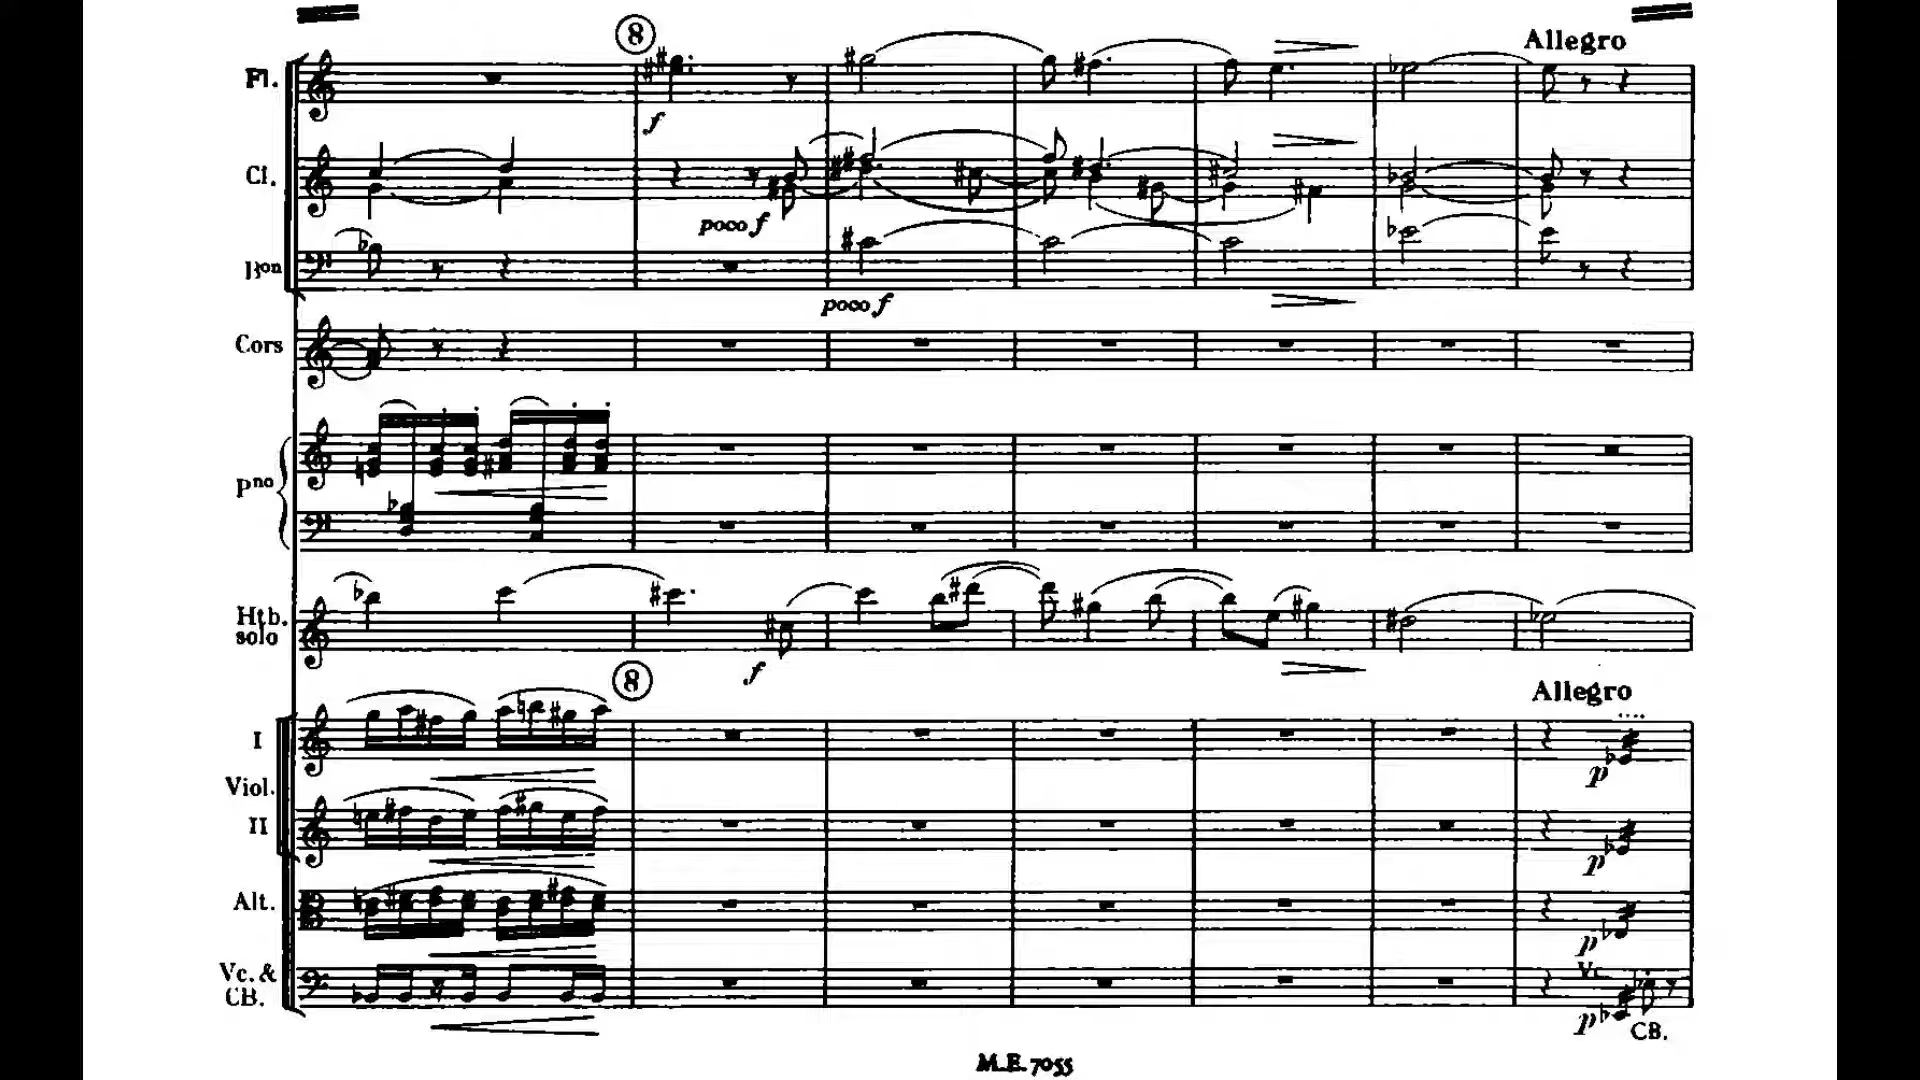 8
Allegro
Fl.
f
Cl.
poco f
Bon
poco f
Cors
Pno
Htb.
solo
f
8
Allegro
I
Viol.
p
II
p
Alt.
p
Vc. &
CB.
Vc.
p
CB.
M.E. 7055